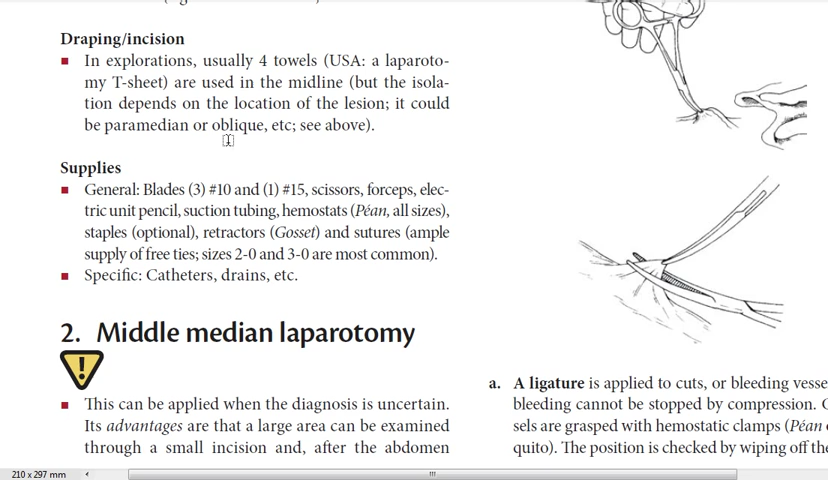 Draping/incision
■ In explorations, usually 4 towels (USA: a laparoto-
my T-sheet) are used in the midline (but the isola-
tion depends on the location of the lesion; it could
be paramedian or oblique, etc; see above).
Supplies
■ General: Blades (3) #10 and (1) #15, scissors, forceps, elec-
tric unit pencil, suction tubing, hemostats (Péan, all sizes),
staples (optional), retractors (Gosset) and sutures (ample
supply of free ties; sizes 2-0 and 3-0 are most common).
■ Specific: Catheters, drains, etc.
2. Middle median laparotomy
!
■ This can be applied when the diagnosis is uncertain.
Its advantages are that a large area can be examined
through a small incision and, after the abdomen
a. A ligature is applied to cuts, or bleeding vesse
bleeding cannot be stopped by compression.
sels are grasped with hemostatic clamps (Péan
quito). The position is checked by wiping off the
210 x 297 mm